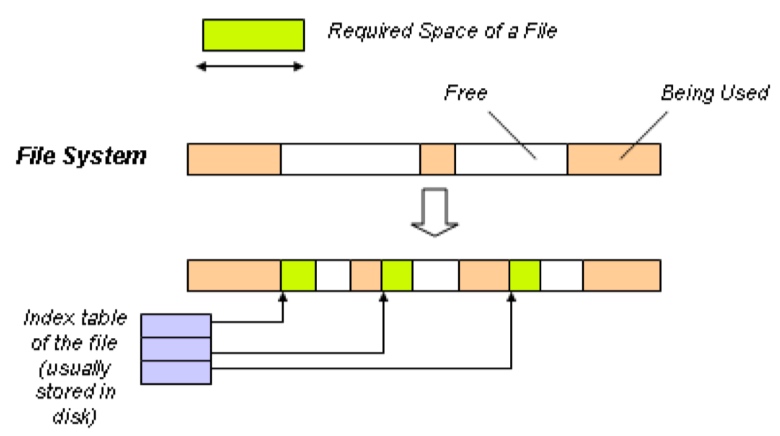 Required Space of a File
Free
Being Used
File System
Index table
of the file
(usually
stored in
disk)